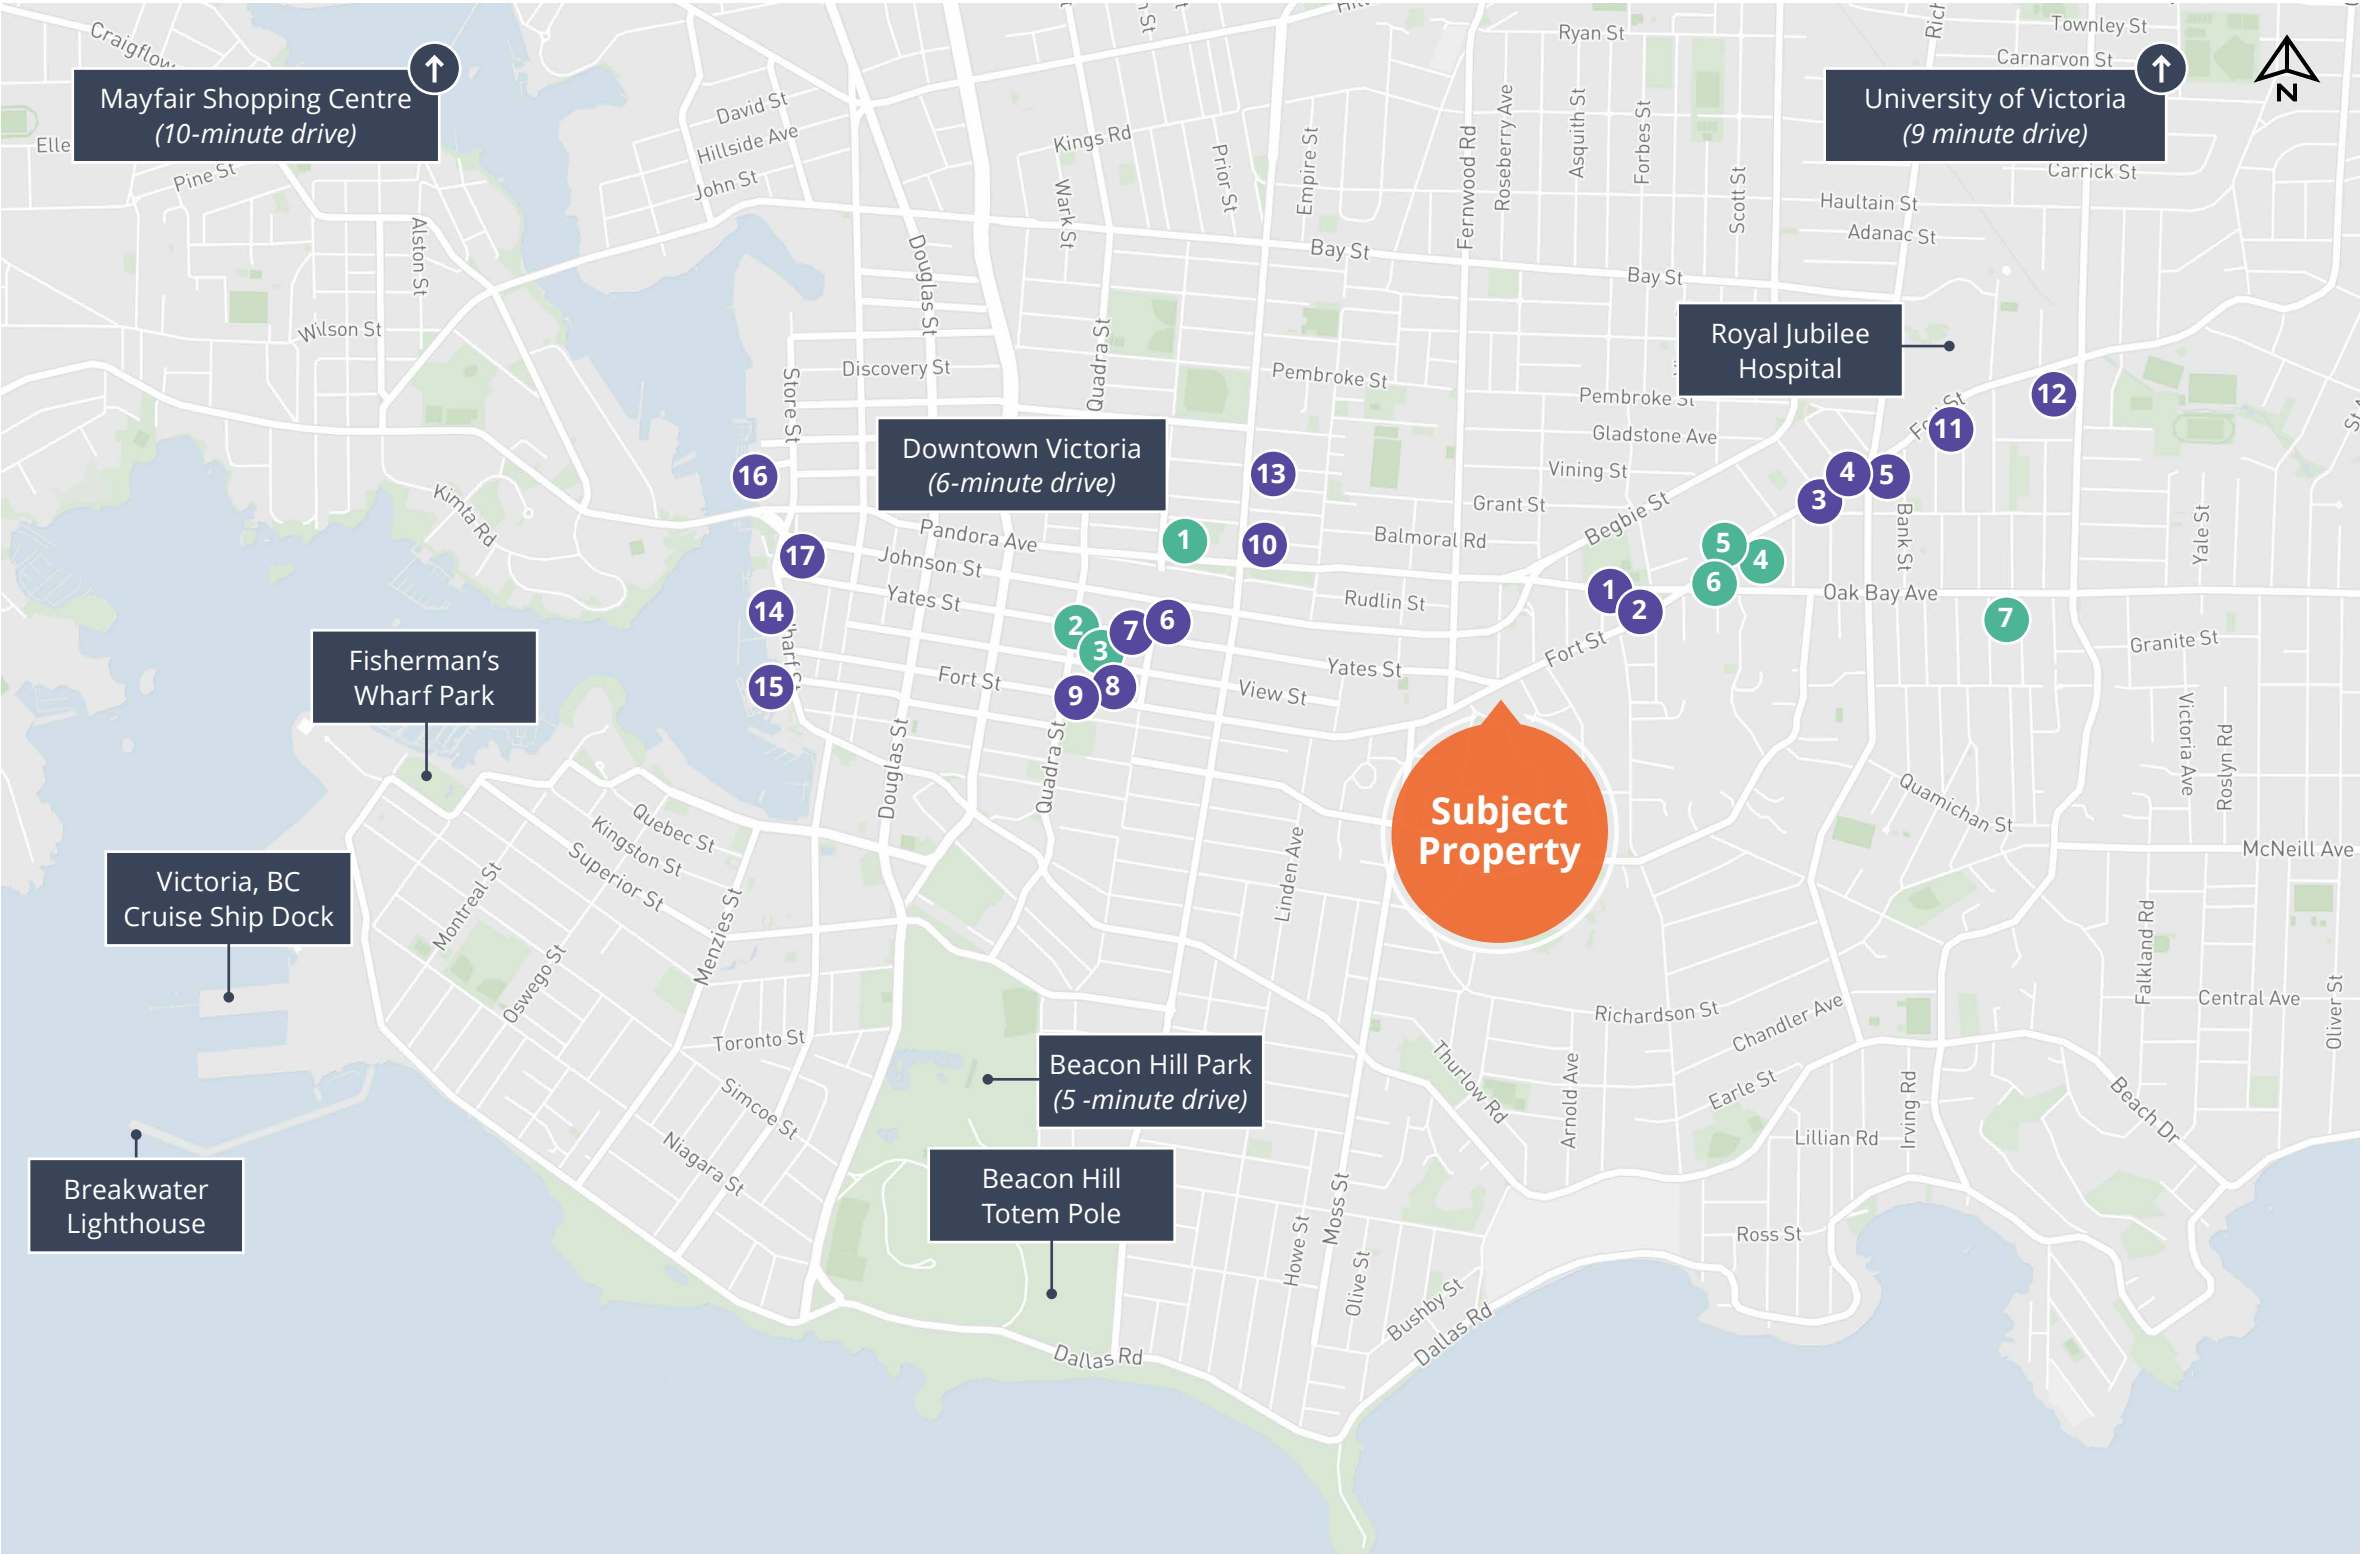 Craigflow
Mayfair Shopping Centre
(10-minute drive)
Elle
Pine St
Alston St
Wilson St
David St
Hillside Ave
John St
Kings Rd
Wark St
Prior St
Empire St
Fernwood Rd
Roseberry Ave
Ryan St
Asquith St
Forbes St
Scott St
Townley St
Carnarvon St
University of Victoria
(9 minute drive)
N
Carrick St
Haultain St
Adanac St
Bay St
Bay St
Douglas St
Discovery St
Store St
Quadra St
Pembroke St
Royal Jubilee
Hospital
Pembroke St
Gladstone Ave
Vining St
Grant St
Begbie St
Balmoral Rd
Downtown Victoria
(6-minute drive)
Kimta Rd
Pandora Ave
Johnson St
Yates St
Rudlin St
Oak Bay Ave
Bank St
Yale St
Granite St
16
13
1
10
17
14
15
2
3
7
6
9
8
1
2
5
4
6
3
4
5
11
12
7
Fort St
Yates St
View St
Fort St
Fisherman's
Wharf Park
Douglas St
Quadra St
Subject
Property
Linden Ave
Quamichan St
Victoria Ave
Roslyn Rd
McNeill Ave
Quebec St
Kingston St
Superior St
Montreal St
Oswego St
Menzies St
Victoria, BC
Cruise Ship Dock
Toronto St
Simcoe St
Niagara St
Breakwater
Lighthouse
Beacon Hill Park
(5 -minute drive)
Beacon Hill
Totem Pole
Richardson St
Chandler Ave
Earle St
Thurlow Rd
Arnold Ave
Lillian Rd
Irving Rd
Falkland Rd
Central Ave
Oliver St
Beach Dr
Ross St
Moss St
Howe St
Olive St
Bushby St
Dallas Rd
Dallas Rd